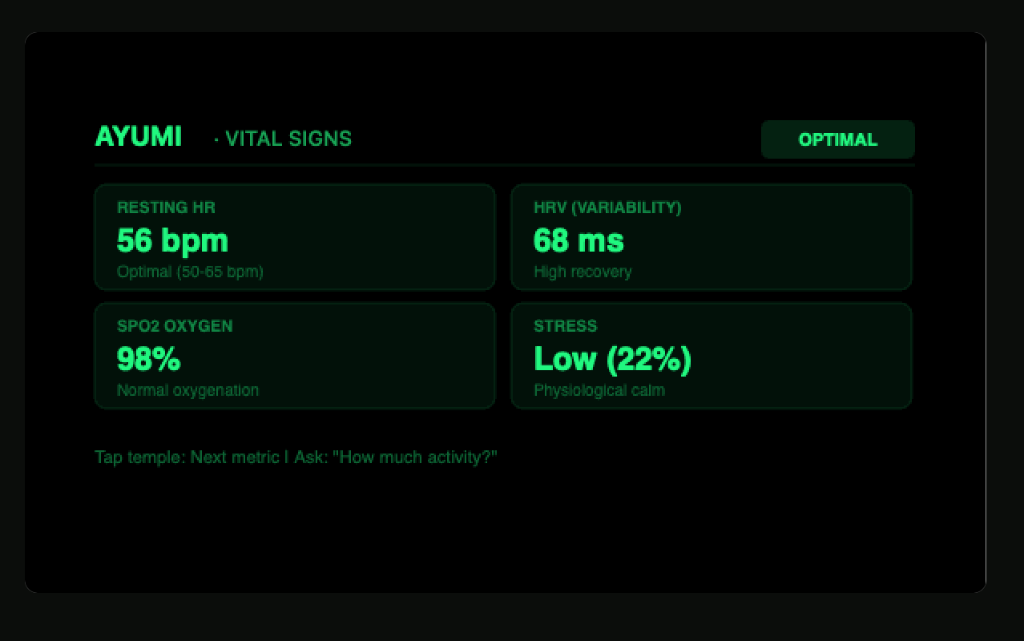 AYUMI · VITAL SIGNS
OPTIMAL
RESTING HR
56 bpm
Optimal (50-65 bpm)
HRV (VARIABILITY)
68 ms
High recovery
SPO2 OXYGEN
98%
Normal oxygenation
STRESS
Low (22%)
Physiological calm
Tap temple: Next metric | Ask: "How much activity?"